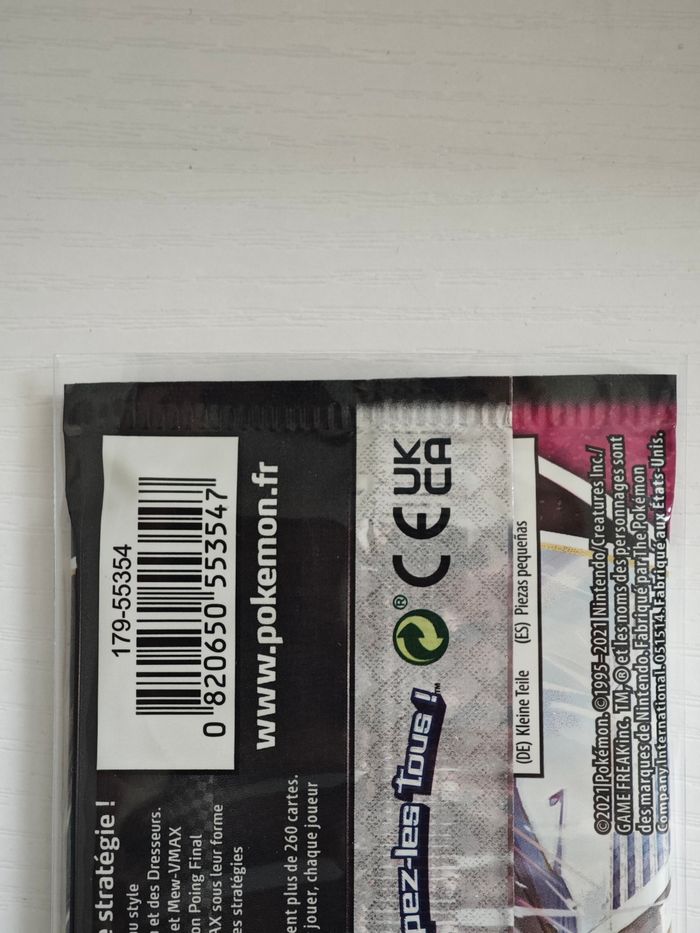 179-55354
0 820650 553547
www.pokemon.fr
e stratégie !
au style
u et des Dresseurs.
et Mew-VMAX
on Poing Final
AX sous leur forme
es stratégies
ent plus de 260 cartes.
jouer, chaque joueur
pez-les tous !™
®
CE UK
CA
(DE) Kleine Teile (ES) Piezas pequeñas
©2021 Pokémon. ©1995–2021 Nintendo/Creatures Inc./
GAME FREAK inc. TM, ® et les noms des personnages sont
des marques de Nintendo. Fabriqué par The Pokémon
Company International. 051514. Fabriqué aux États-Unis.